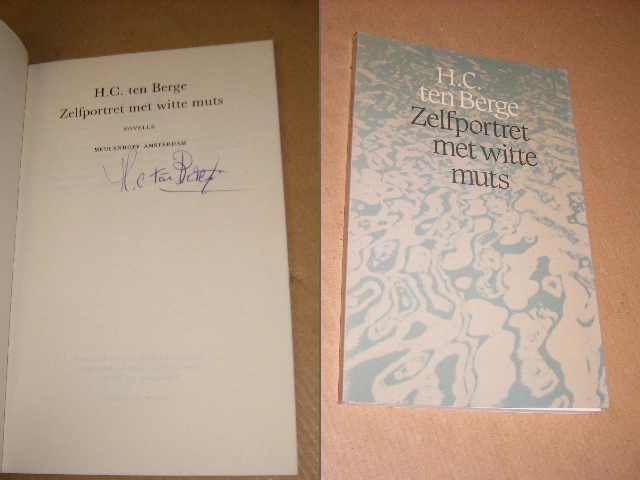 H.C. ten Berge
Zelfportret met witte muts
NOVELLE
MEULENHOFF AMSTERDAM
H.C. ten Berge
H.C.
ten Berge
Zelfportret
met witte
muts